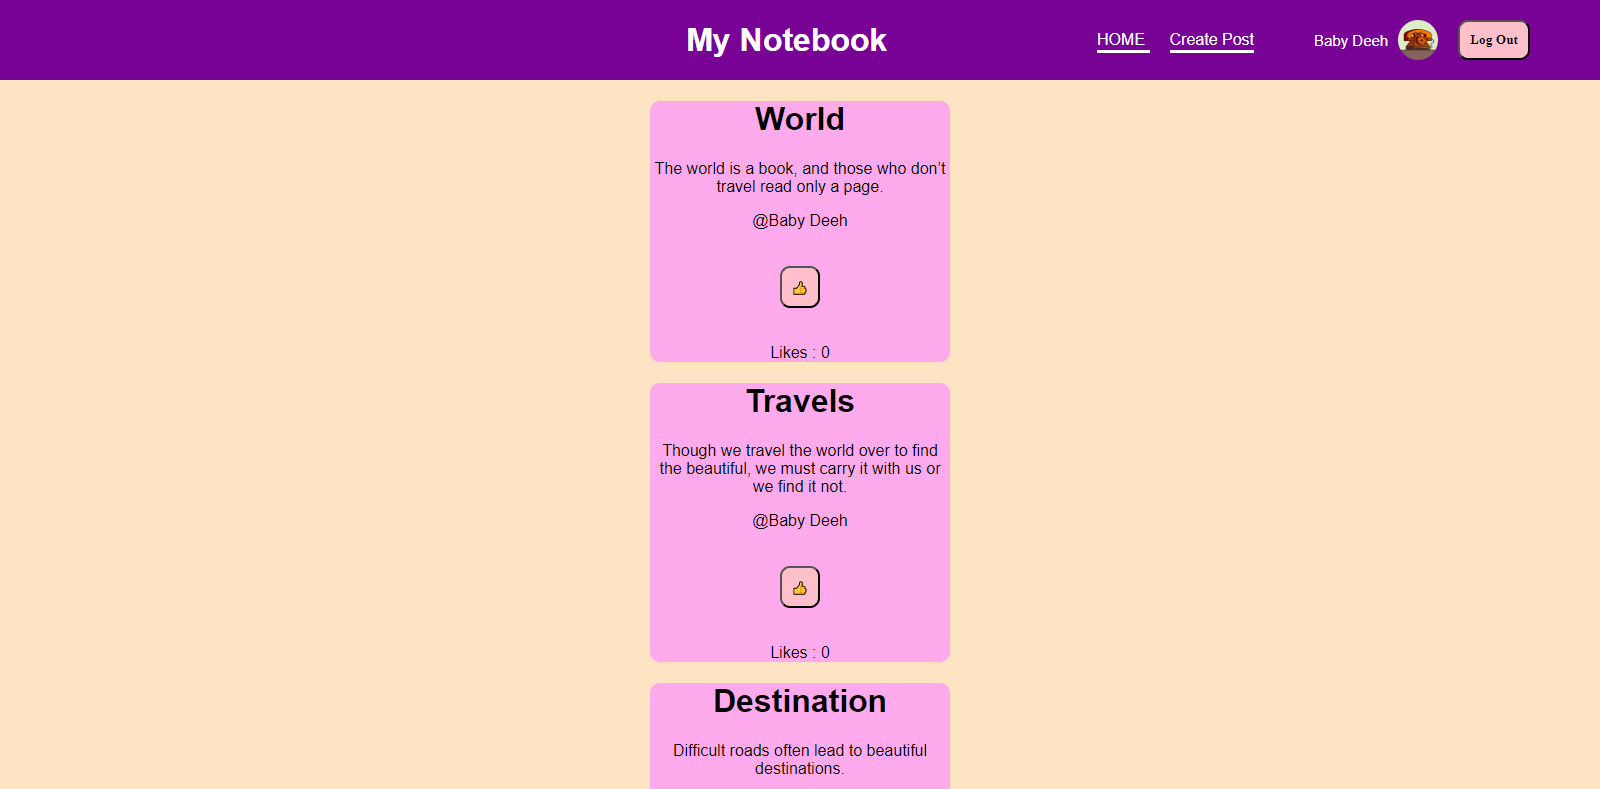 My Notebook
HOME
Create Post
Baby Deeh
Log Out
World
The world is a book, and those who don’t
travel read only a page.
@Baby Deeh
Likes : 0
Travels
Though we travel the world over to find
the beautiful, we must carry it with us or
we find it not.
@Baby Deeh
Likes : 0
Destination
Difficult roads often lead to beautiful
destinations.